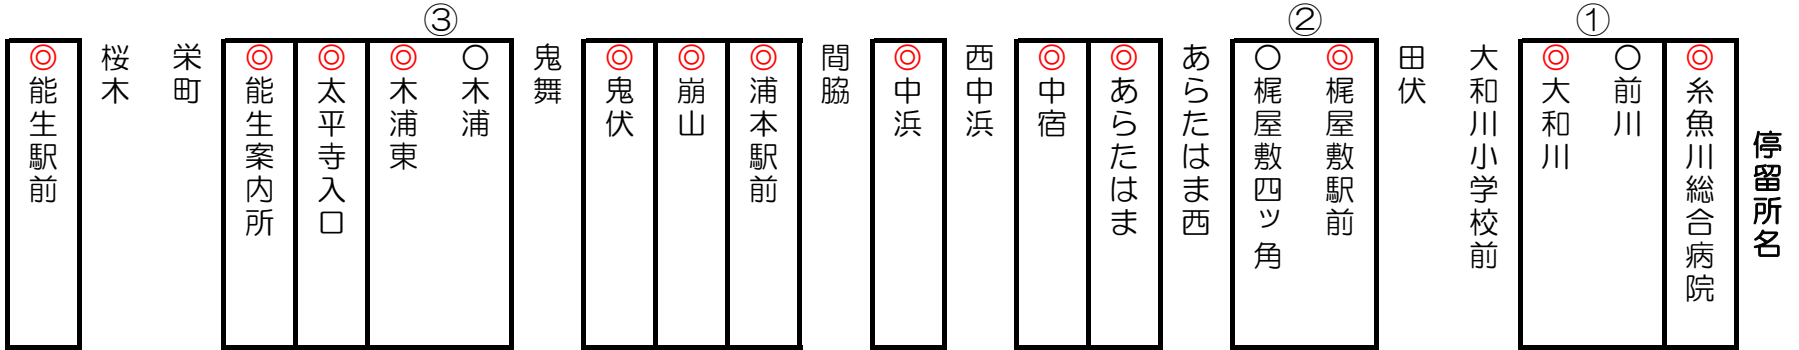 停留所名
◎糸魚川総合病院
①
〇前川
◎大和川
大和川小学校前
田伏
②
◎梶屋敷駅前
〇梶屋敷四ッ角
あらたはま西
◎あらたはま
◎中宿
西中浜
◎中浜
間脇
◎浦本駅前
◎崩山
◎鬼伏
鬼舞
③
〇木浦
◎木浦東
◎太平寺入口
◎能生案内所
栄町
桜木
◎能生駅前